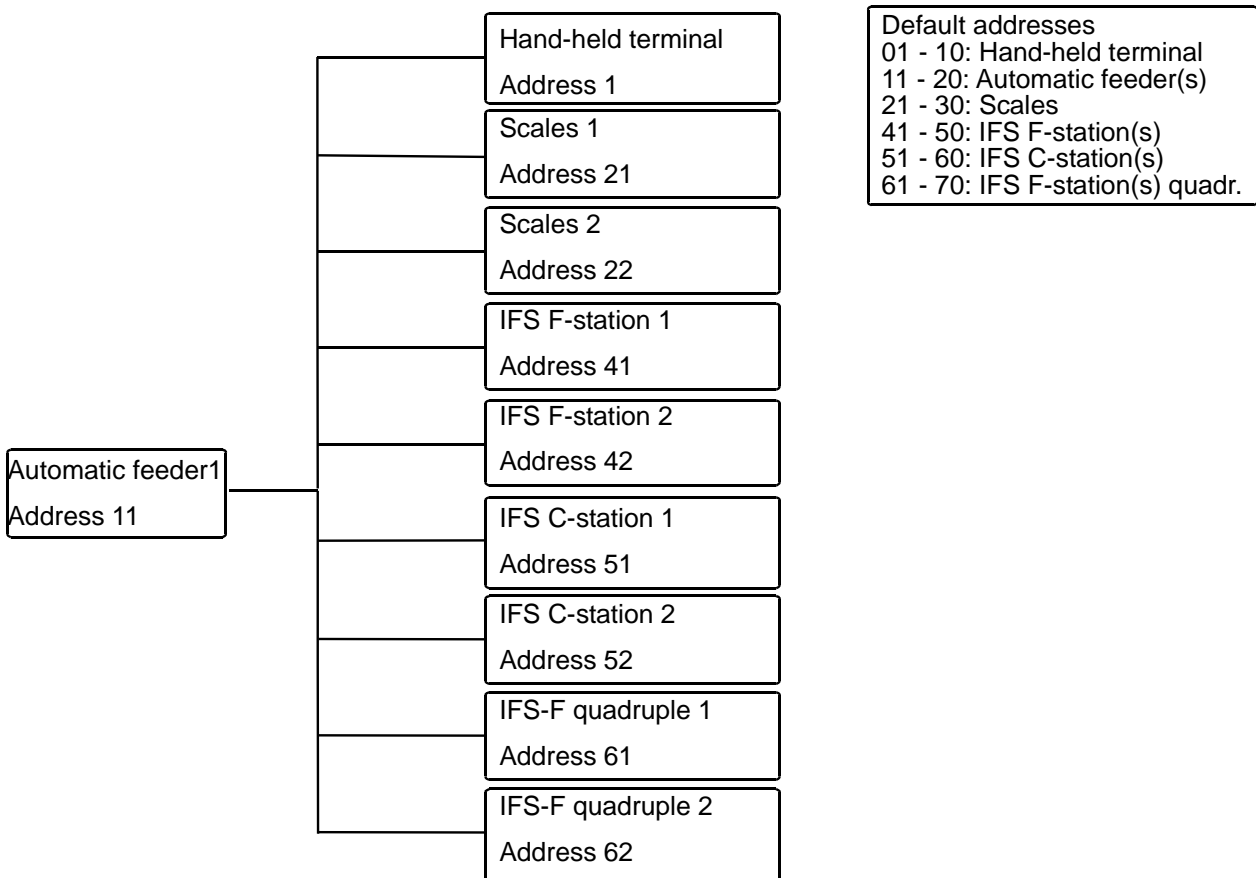 Hand-held terminal
Address 1
Scales 1
Address 21
Scales 2
Address 22
IFS F-station 1
Address 41
IFS F-station 2
Address 42
Automatic feeder1
Address 11
IFS C-station 1
Address 51
IFS C-station 2
Address 52
IFS-F quadruple 1
Address 61
IFS-F quadruple 2
Address 62
Default addresses
01 - 10: Hand-held terminal
11 - 20: Automatic feeder(s)
21 - 30: Scales
41 - 50: IFS F-station(s)
51 - 60: IFS C-station(s)
61 - 70: IFS F-station(s) quadr.